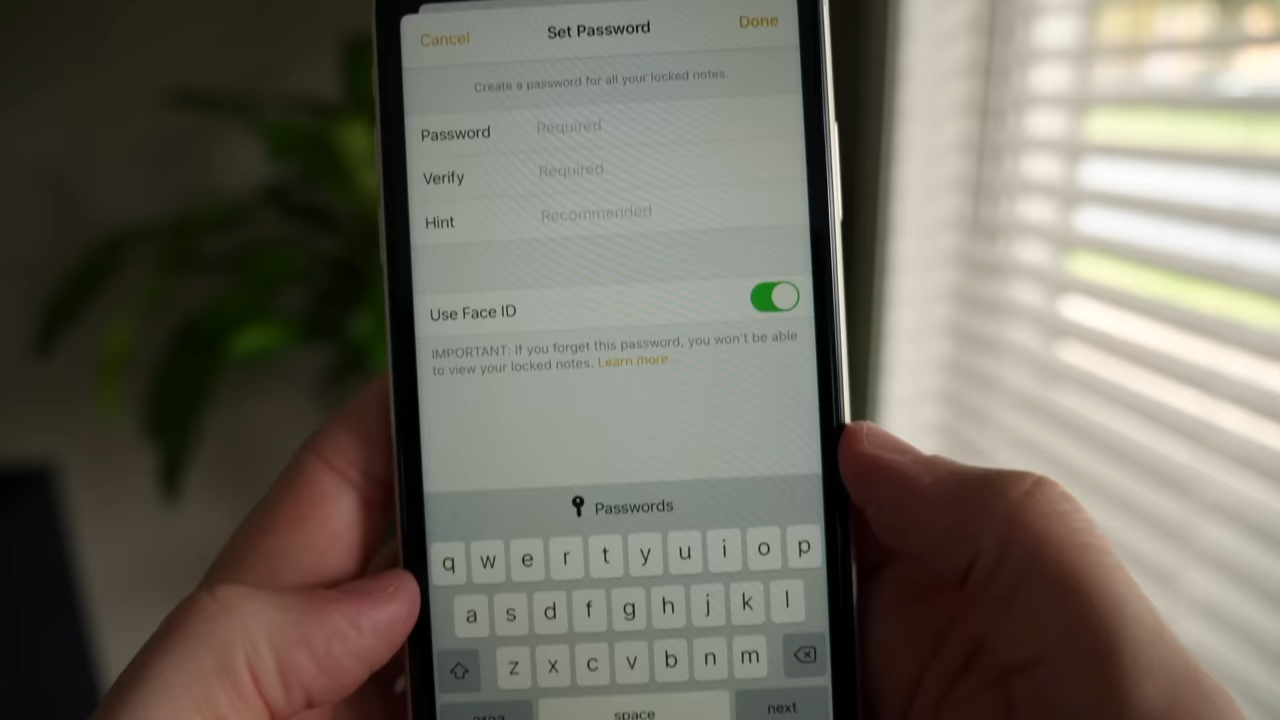 Cancel Set Password Done
Create a password for all your locked notes.
Password Required
Verify Required
Hint Recommended
Use Face ID
IMPORTANT: If you forget this password, you won't be able
to view your locked notes. Learn more...
Passwords
q w e r t y u i o p
a s d f g h j k l
z x c v b n m
space next